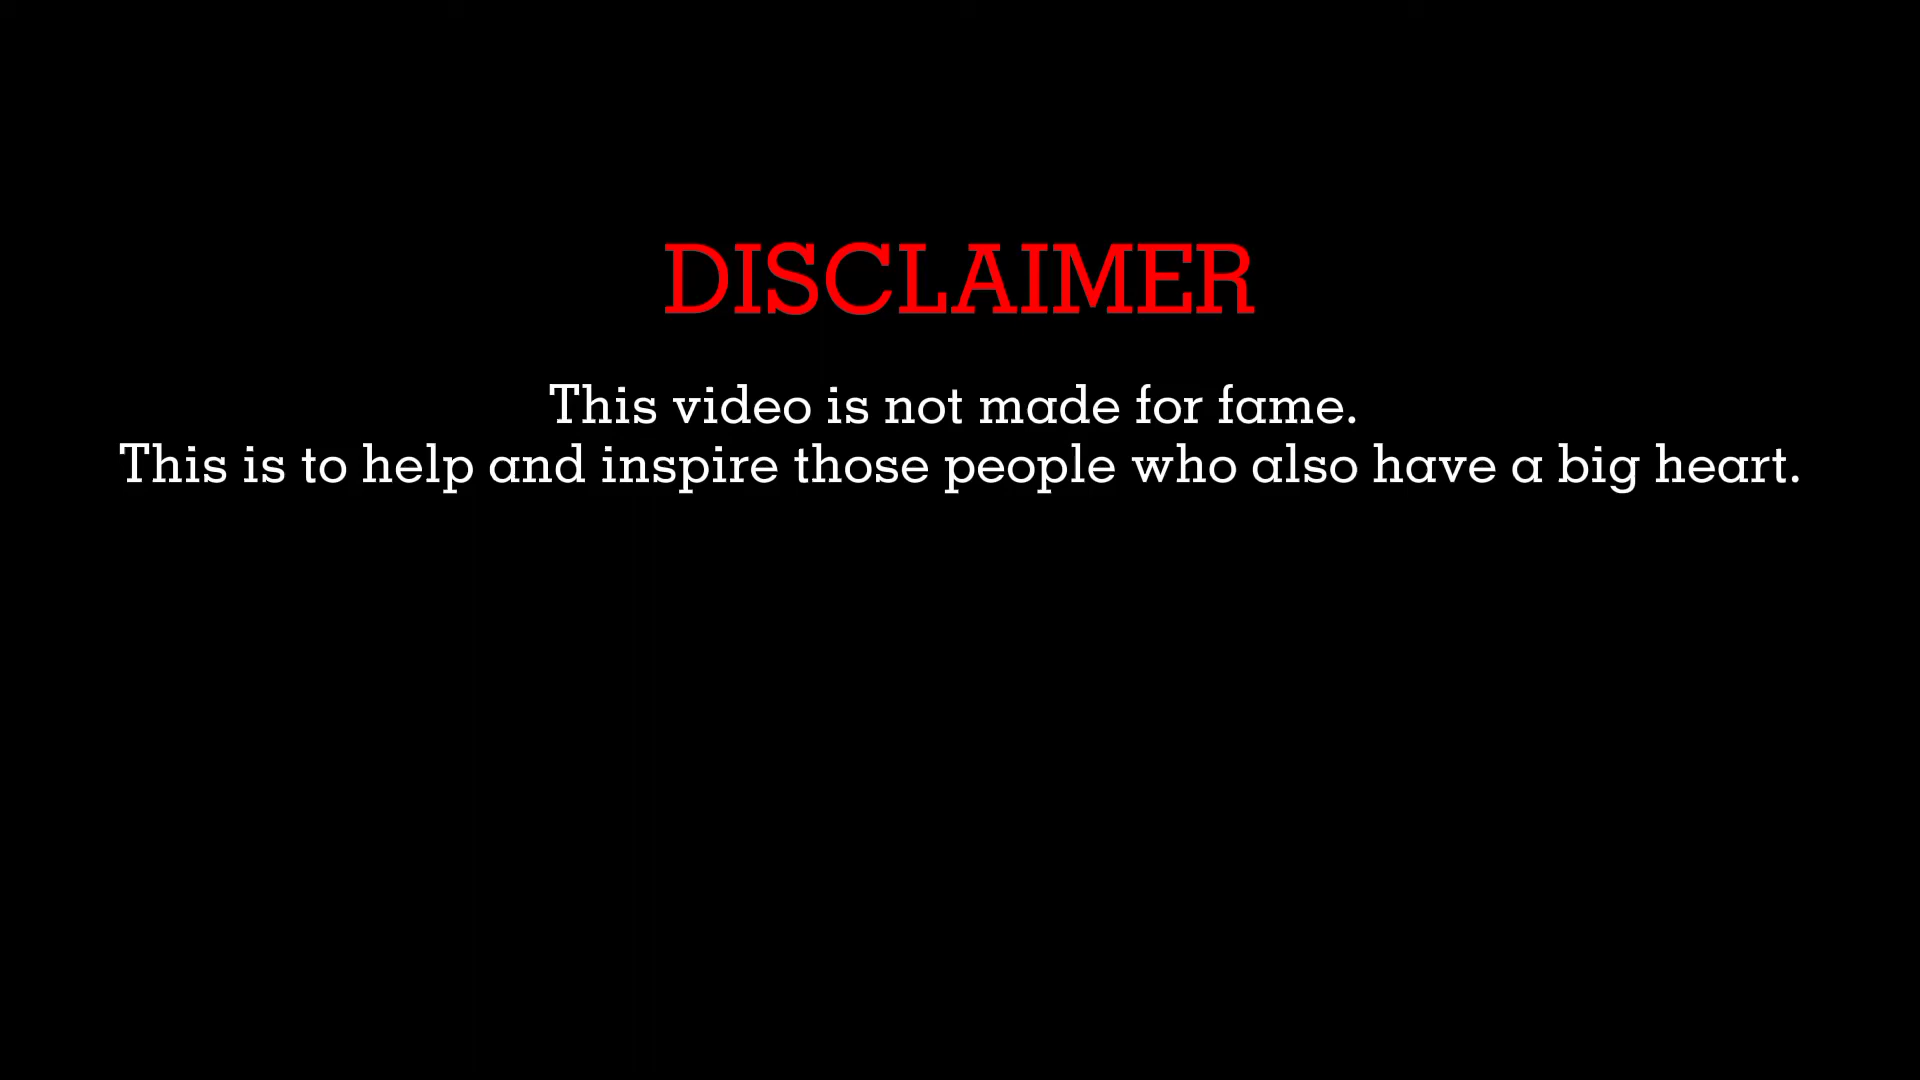 DISCLAIMER
This video is not made for fame.
This is to help and inspire those people who also have a big heart.